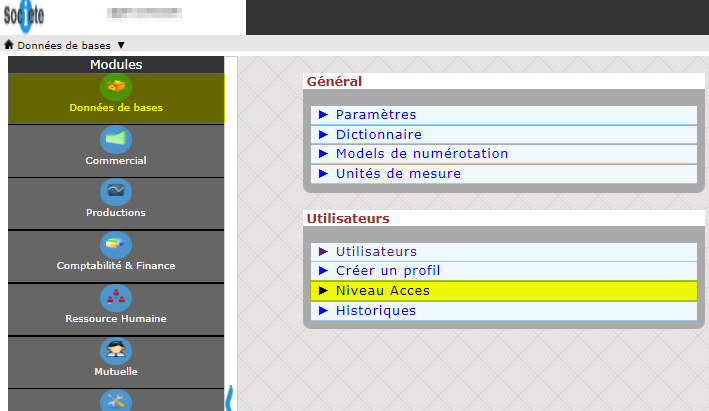 Societe
Données de bases ▼
Modules
Données de bases
Commercial
Productions
Comptabilité & Finance
Ressource Humaine
Mutuelle
Général
► Paramètres
► Dictionnaire
► Models de numérotation
► Unités de mesure
Utilisateurs
► Utilisateurs
► Créer un profil
► Niveau Acces
► Historiques